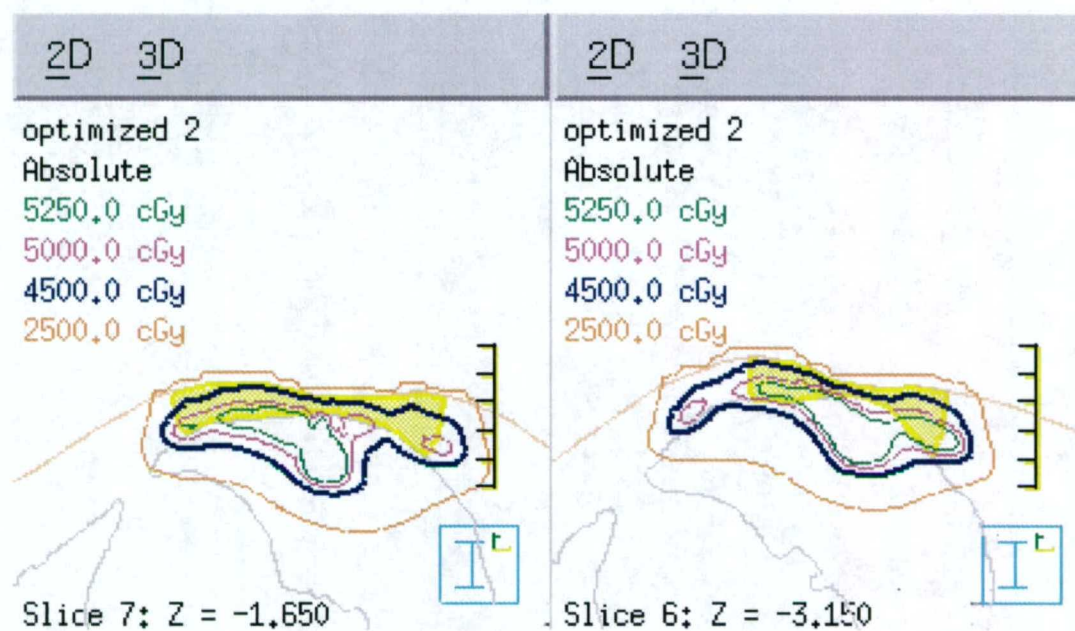 2D 3D
optimized 2
Absolute
5250.0 cGy
5000.0 cGy
4500.0 cGy
2500.0 cGy
Slice 7: Z = -1.650
2D 3D
optimized 2
Absolute
5250.0 cGy
5000.0 cGy
4500.0 cGy
2500.0 cGy
Slice 6: Z = -3.150